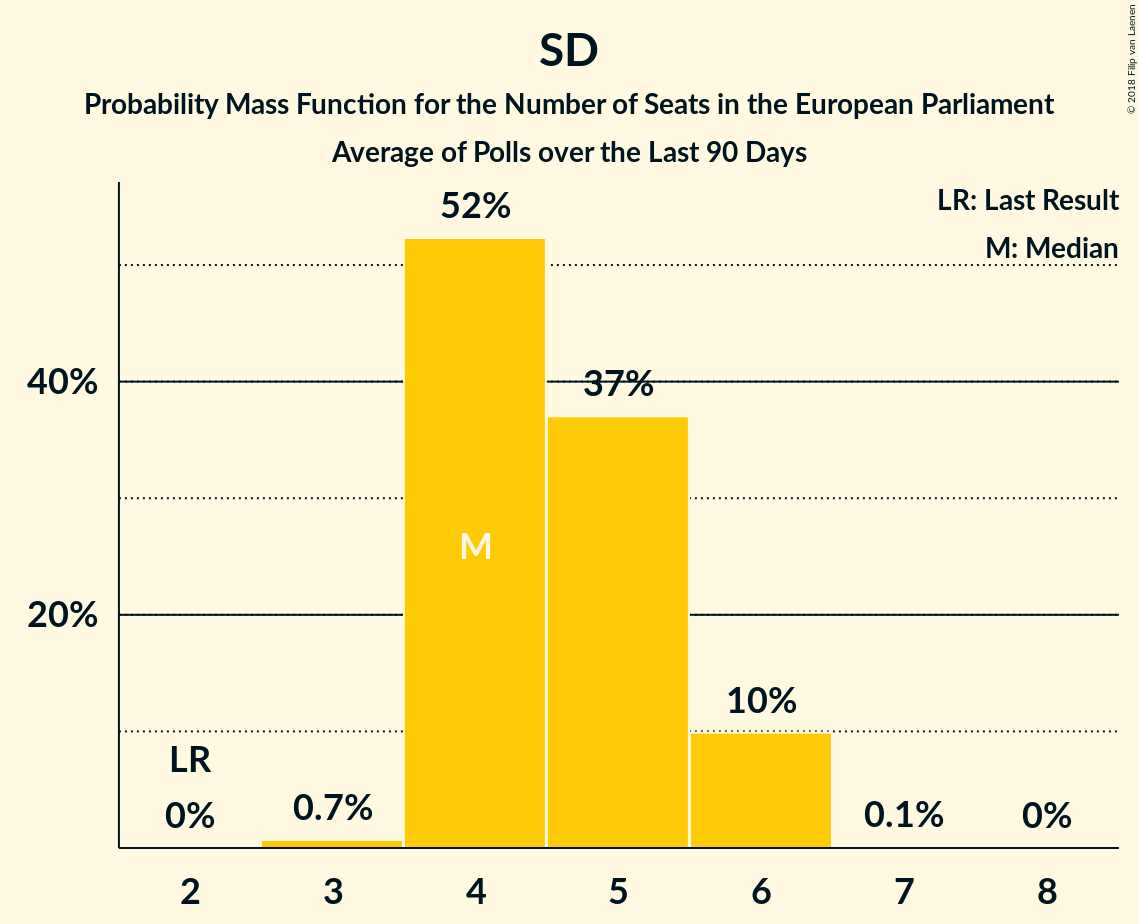 SD
Probability Mass Function for the Number of Seats in the European Parliament
Average of Polls over the Last 90 Days
© 2018 Filip van Laenen
LR: Last Result
M: Median
52%
40%
37%
M
20%
10%
LR
0%
0.7%
0.1%
0%
2 3 4 5 6 7 8